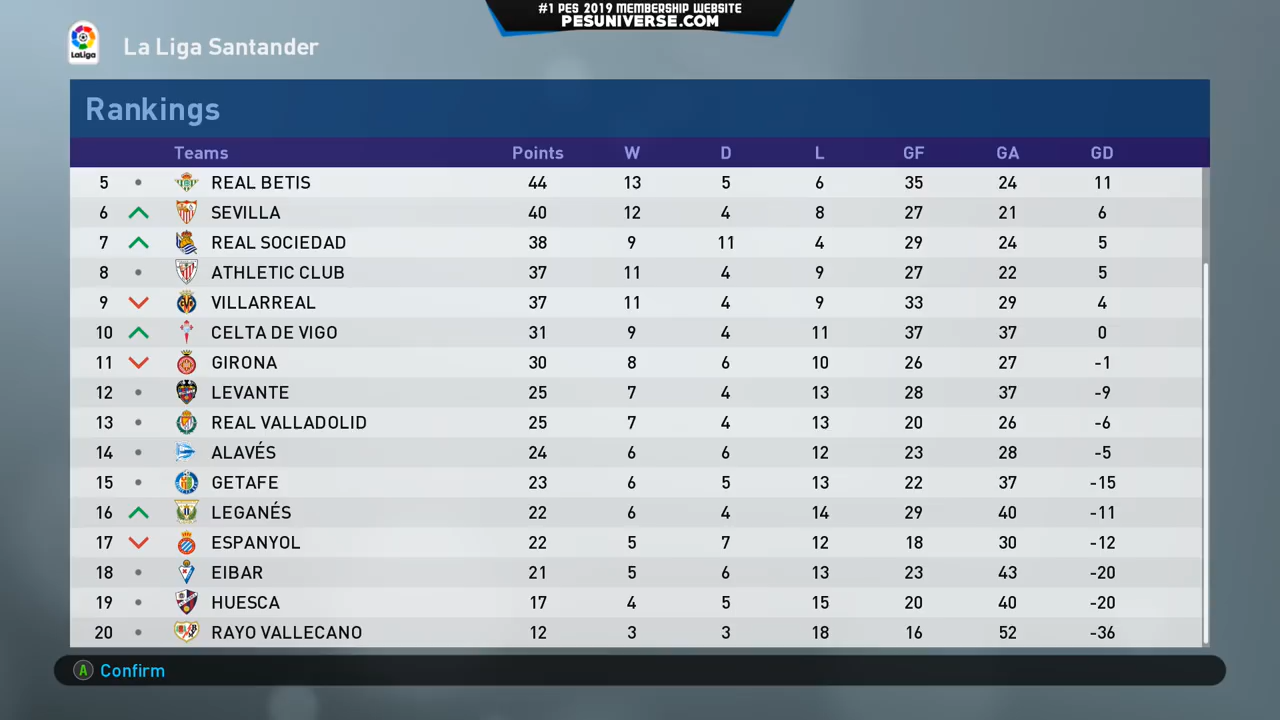 #1 PES 2019 MEMBERSHIP WEBSITE
PESUNIVERSE.COM
LaLiga
La Liga Santander
Rankings
Teams Points W D L GF GA GD
5 REAL BETIS 44 13 5 6 35 24 11
6 SEVILLA 40 12 4 8 27 21 6
7 REAL SOCIEDAD 38 9 11 4 29 24 5
8 ATHLETIC CLUB 37 11 4 9 27 22 5
9 VILLARREAL 37 11 4 9 33 29 4
10 CELTA DE VIGO 31 9 4 11 37 37 0
11 GIRONA 30 8 6 10 26 27 -1
12 LEVANTE 25 7 4 13 28 37 -9
13 REAL VALLADOLID 25 7 4 13 20 26 -6
14 ALAVÉS 24 6 6 12 23 28 -5
15 GETAFE 23 6 5 13 22 37 -15
16 LEGANÉS 22 6 4 14 29 40 -11
17 ESPANYOL 22 5 7 12 18 30 -12
18 EIBAR 21 5 6 13 23 43 -20
19 HUESCA 17 4 5 15 20 40 -20
20 RAYO VALLECANO 12 3 3 18 16 52 -36
A Confirm